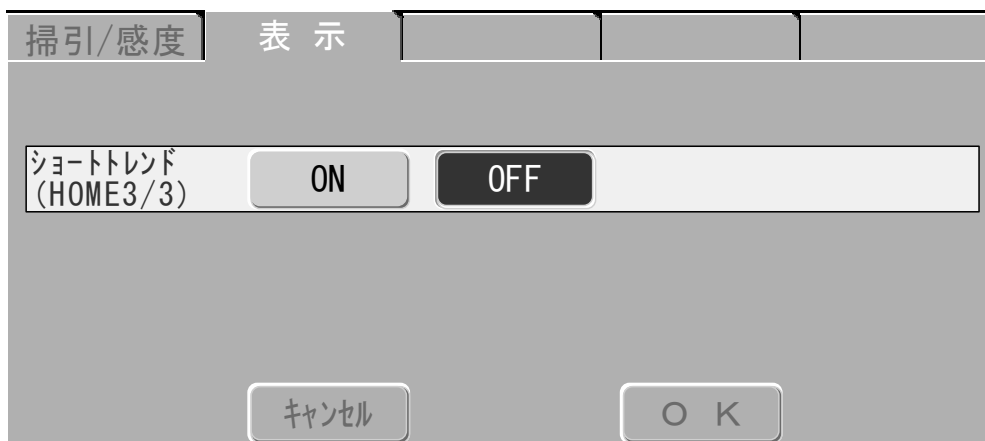 掃引/感度 表 示
ショートトレンド ON OFF
(HOME3/3)
キャンセル O K